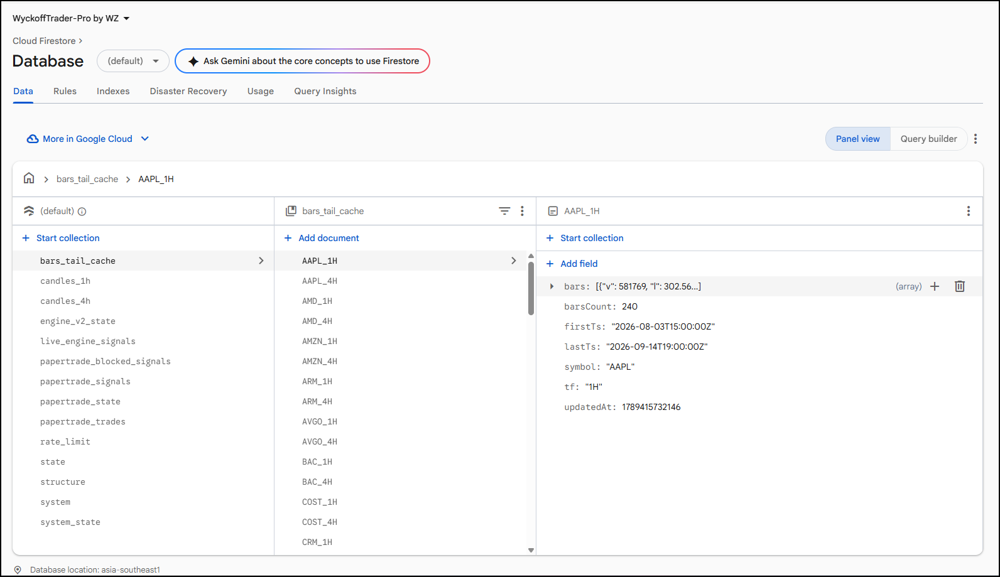 WyckoffTrader-Pro by WZ
Cloud Firestore
Database
(default)
Ask Gemini about the core concepts to use Firestore
Data
Rules
Indexes
Disaster Recovery
Usage
Query Insights
More in Google Cloud
Panel view
Query builder
bars_tail_cache
AAPL_1H
(default)
Start collection
bars_tail_cache
candles_1h
candles_4h
engine_v2_state
live_engine_signals
papertrade_blocked_signals
papertrade_signals
papertrade_state
papertrade_trades
rate_limit
state
structure
system
system_state
bars_tail_cache
Add document
AAPL_1H
AAPL_4H
AMD_1H
AMD_4H
AMZN_1H
AMZN_4H
ARM_1H
ARM_4H
AVGO_1H
AVGO_4H
BAC_1H
BAC_4H
COST_1H
COST_4H
CRM_1H
AAPL_1H
Start collection
Add field
bars: [{"v": 581769, "l": 302.56...] (array)
barsCount: 240
firstTs: "2026-08-03T15:00:00Z"
lastTs: "2026-09-14T19:00:00Z"
symbol: "AAPL"
tf: "1H"
updatedAt: 1789415732146
Database location: asia-southeast1